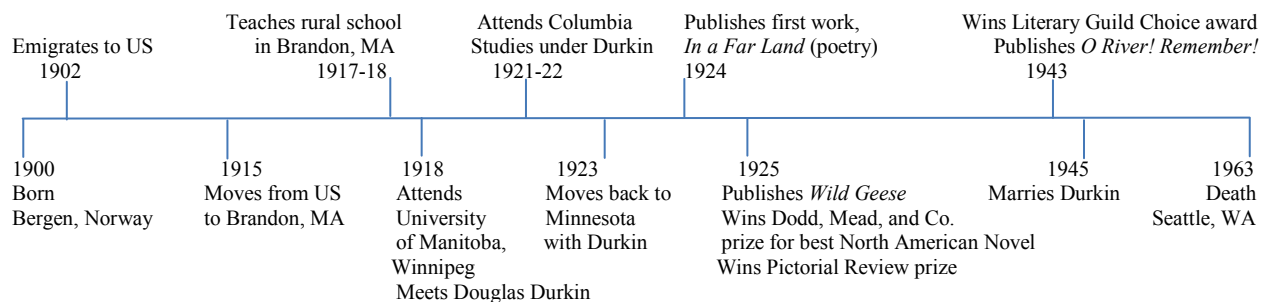 Emigrates to US
1902
Teaches rural school
in Brandon, MA
1917-18
Attends Columbia
Studies under Durkin
1921-22
Publishes first work,
In a Far Land (poetry)
1924
Wins Literary Guild Choice award
Publishes O River! Remember!
1943
1900
Born
Bergen, Norway
1915
Moves from US
to Brandon, MA
1918
Attends
University
of Manitoba,
Winnipeg
Meets Douglas Durkin
1923
Moves back to
Minnesota
with Durkin
1925
Publishes Wild Geese
Wins Dodd, Mead, and Co.
prize for best North American Novel
Wins Pictorial Review prize
1945
Marries Durkin
1963
Death
Seattle, WA